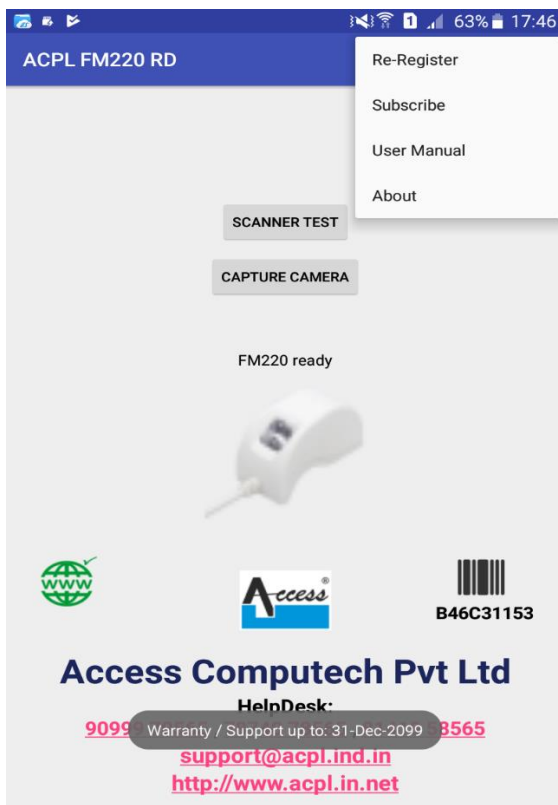 1 63% 17:46
ACPL FM220 RD
Re-Register
Subscribe
User Manual
About
SCANNER TEST
CAPTURE CAMERA
FM220 ready
www
Access®
B46C31153
Access Computech Pvt Ltd
HelpDesk:
Warranty / Support up to: 31-Dec-2099
support@acpl.ind.in
http://www.acpl.in.net